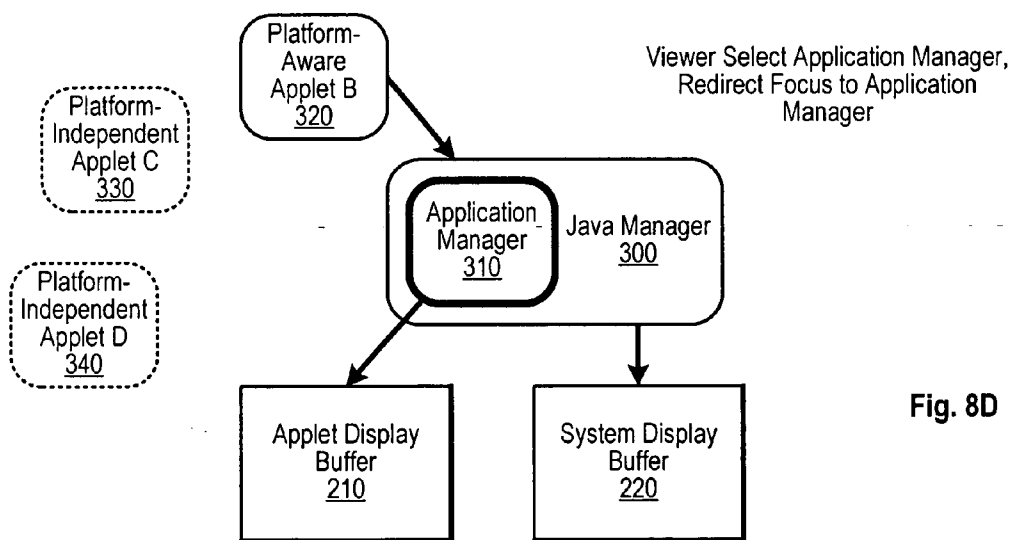 Platform-
Aware
Applet B
320
Viewer Select Application Manager,
Redirect Focus to Application
Manager
Platform-
Independent
Applet C
330
Application
Manager
310
Java Manager
300
Platform-
Independent
Applet D
340
Applet Display
Buffer
210
System Display
Buffer
220
Fig. 8D